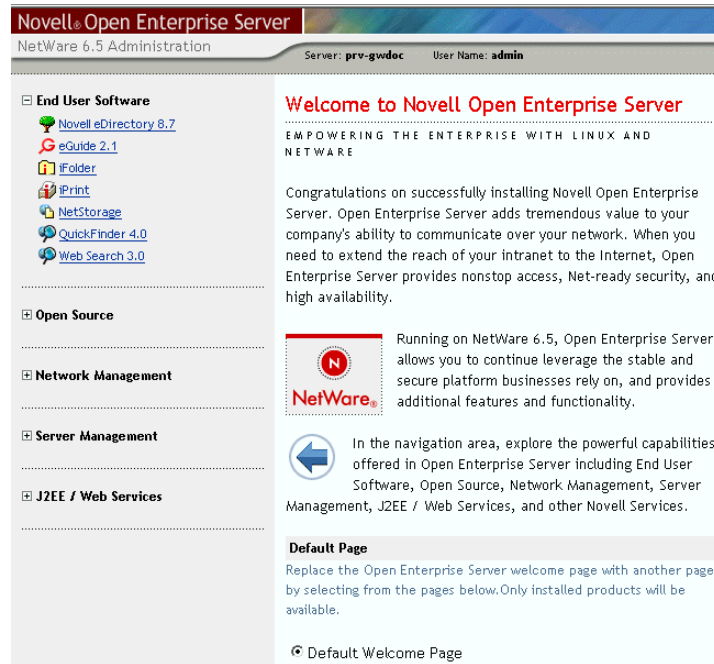 Novell® Open Enterprise Server
NetWare 6.5 Administration
Server: prv-gwdoc User Name: admin
End User Software
Novell eDirectory 8.7
eGuide 2.1
iFolder
iPrint
NetStorage
QuickFinder 4.0
Web Search 3.0
Open Source
Network Management
Server Management
J2EE / Web Services
Welcome to Novell Open Enterprise Server
EMPOWERING THE ENTERPRISE WITH LINUX AND
NETWARE
Congratulations on successfully installing Novell Open Enterprise
Server. Open Enterprise Server adds tremendous value to your
company's ability to communicate over your network. When you
need to extend the reach of your intranet to the Internet, Open
Enterprise Server provides nonstop access, Net-ready security, and
high availability.
N
NetWare®
Running on NetWare 6.5, Open Enterprise Server
allows you to continue leverage the stable and
secure platform businesses rely on, and provides
additional features and functionality.
In the navigation area, explore the powerful capabilities
offered in Open Enterprise Server including End User
Software, Open Source, Network Management, Server
Management, J2EE / Web Services, and other Novell Services.
Default Page
Replace the Open Enterprise Server welcome page with another page
by selecting from the pages below.Only installed products will be
available.
Default Welcome Page